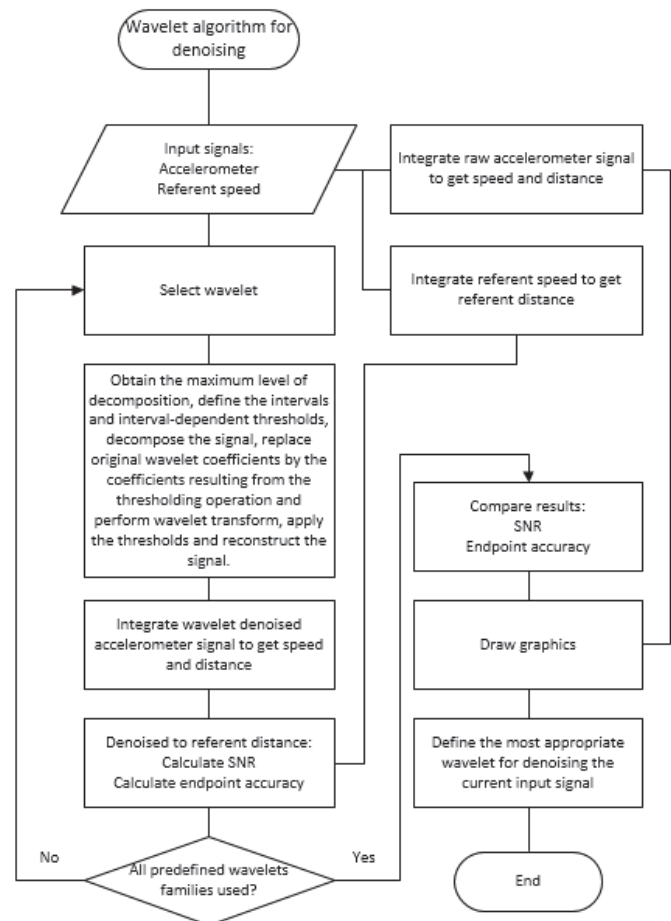 Wavelet algorithm for
denoising
Input signals:
Accelerometer
Referent speed
Integrate raw accelerometer signal
to get speed and distance
Select wavelet
Integrate referent speed to get
referent distance
Obtain the maximum level of
decomposition, define the intervals
and interval-dependent thresholds,
decompose the signal, replace
original wavelet coefficients by the
coefficients resulting from the
thresholding operation and
perform wavelet transform, apply
the thresholds and reconstruct the
signal.
Integrate wavelet denoised
accelerometer signal to get speed
and distance
Denoised to referent distance:
Calculate SNR
Calculate endpoint accuracy
No
All predefined wavelets
families used?
Yes
Compare results:
SNR
Endpoint accuracy
Draw graphics
Define the most appropriate
wavelet for denoising the
current input signal
End